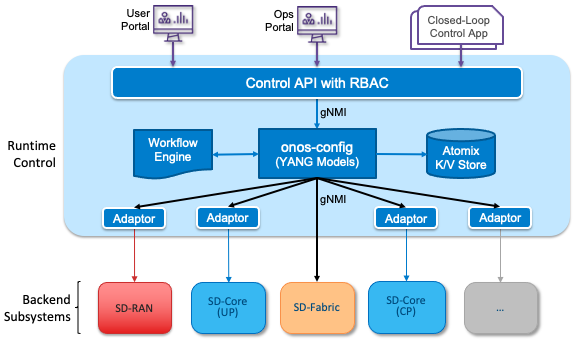 User
Portal
Ops
Portal
Closed-Loop
Control App
Control API with RBAC
gNMI
Runtime
Control
Workflow
Engine
onos-config
(YANG Models)
Atomix
K/V Store
gNMI
Adaptor
Adaptor
Adaptor
Adaptor
Backend
Subsystems
SD-RAN
SD-Core
(UP)
SD-Fabric
SD-Core
(CP)
...